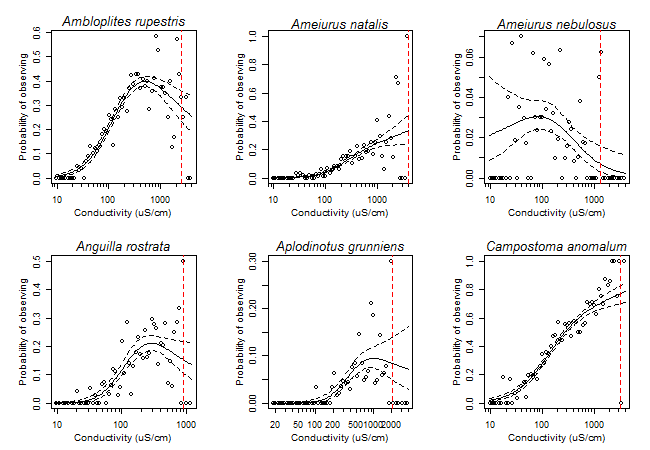 Ambloplites rupestris
Probability of observing
0.0 0.1 0.2 0.3 0.4 0.5 0.6
10 100 1000
Conductivity (uS/cm)
Ameiurus natalis
Probability of observing
0.0 0.2 0.4 0.6 0.8 1.0
10 100 1000
Conductivity (uS/cm)
Ameiurus nebulosus
Probability of observing
0.00 0.02 0.04 0.06
10 100 1000
Conductivity (uS/cm)
Anguilla rostrata
Probability of observing
0.0 0.1 0.2 0.3 0.4 0.5
10 100 1000
Conductivity (uS/cm)
Aplodinotus grunniens
Probability of observing
0.00 0.10 0.20 0.30
20 50 100 200 500 1000 2000
Conductivity (uS/cm)
Campostoma anomalum
Probability of observing
0.0 0.2 0.4 0.6 0.8 1.0
10 100 1000
Conductivity (uS/cm)